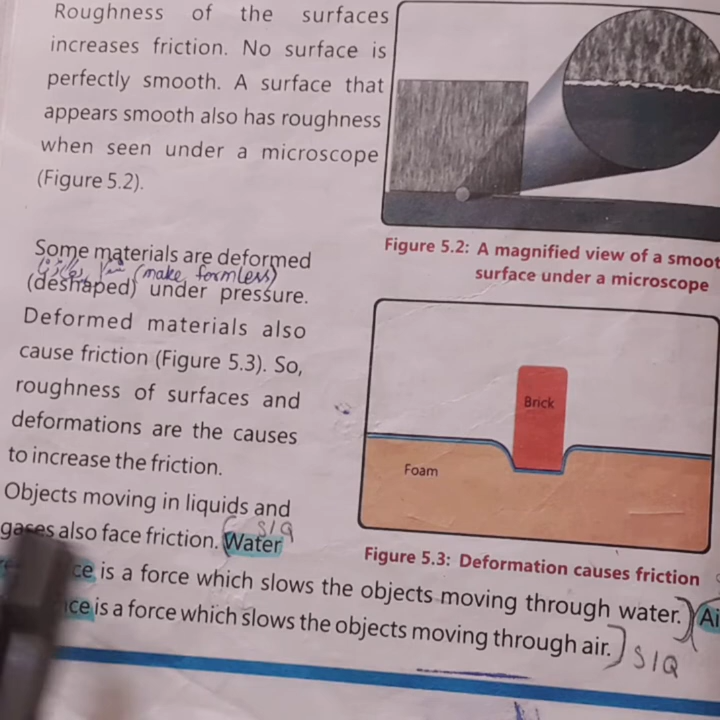 Roughness of the surfaces
increases friction. No surface is
perfectly smooth. A surface that
appears smooth also has roughness
when seen under a microscope
(Figure 5.2).
Figure 5.2: A magnified view of a smoot
surface under a microscope
Some materials are deformed
(make formless)
(deshaped) under pressure.
Deformed materials also
cause friction (Figure 5.3). So,
roughness of surfaces and
deformations are the causes
to increase the friction.
Brick
Foam
Figure 5.3: Deformation causes friction
Objects moving in liquids and
S/Q
gases also face friction. (Water
ce is a force which slows the objects moving through water.) (Ai
ce is a force which slows the objects moving through air.) S/Q